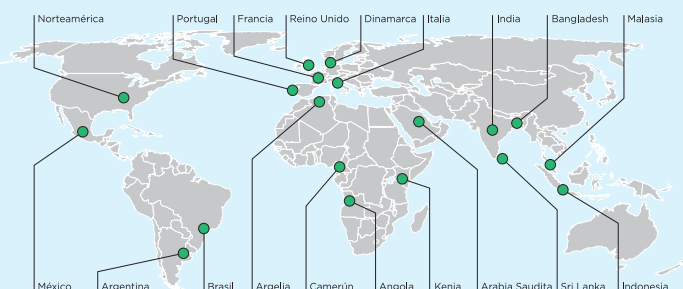 Norteamérica
Portugal
Francia
Reino Unido
Dinamarca
Italia
India
Bangladesh
Malasia
México
Argentina
Brasil
Argelia
Camerún
Angola
Kenia
Arabia Saudita
Sri Lanka
Indonesia